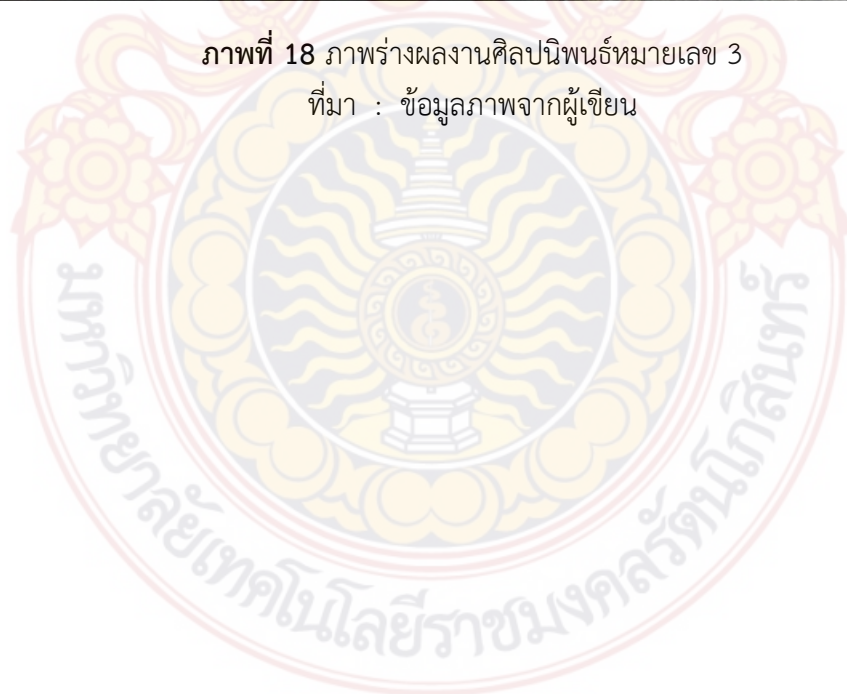 ภาพที่ 18 ภาพร่างผลงานศิลปนิพนธ์หมายเลข 3
ที่มา : ข้อมูลภาพจากผู้เขียน
มหาวิทยาลัยเทคโนโลยีราชมงคลรัตนโกสินทร์